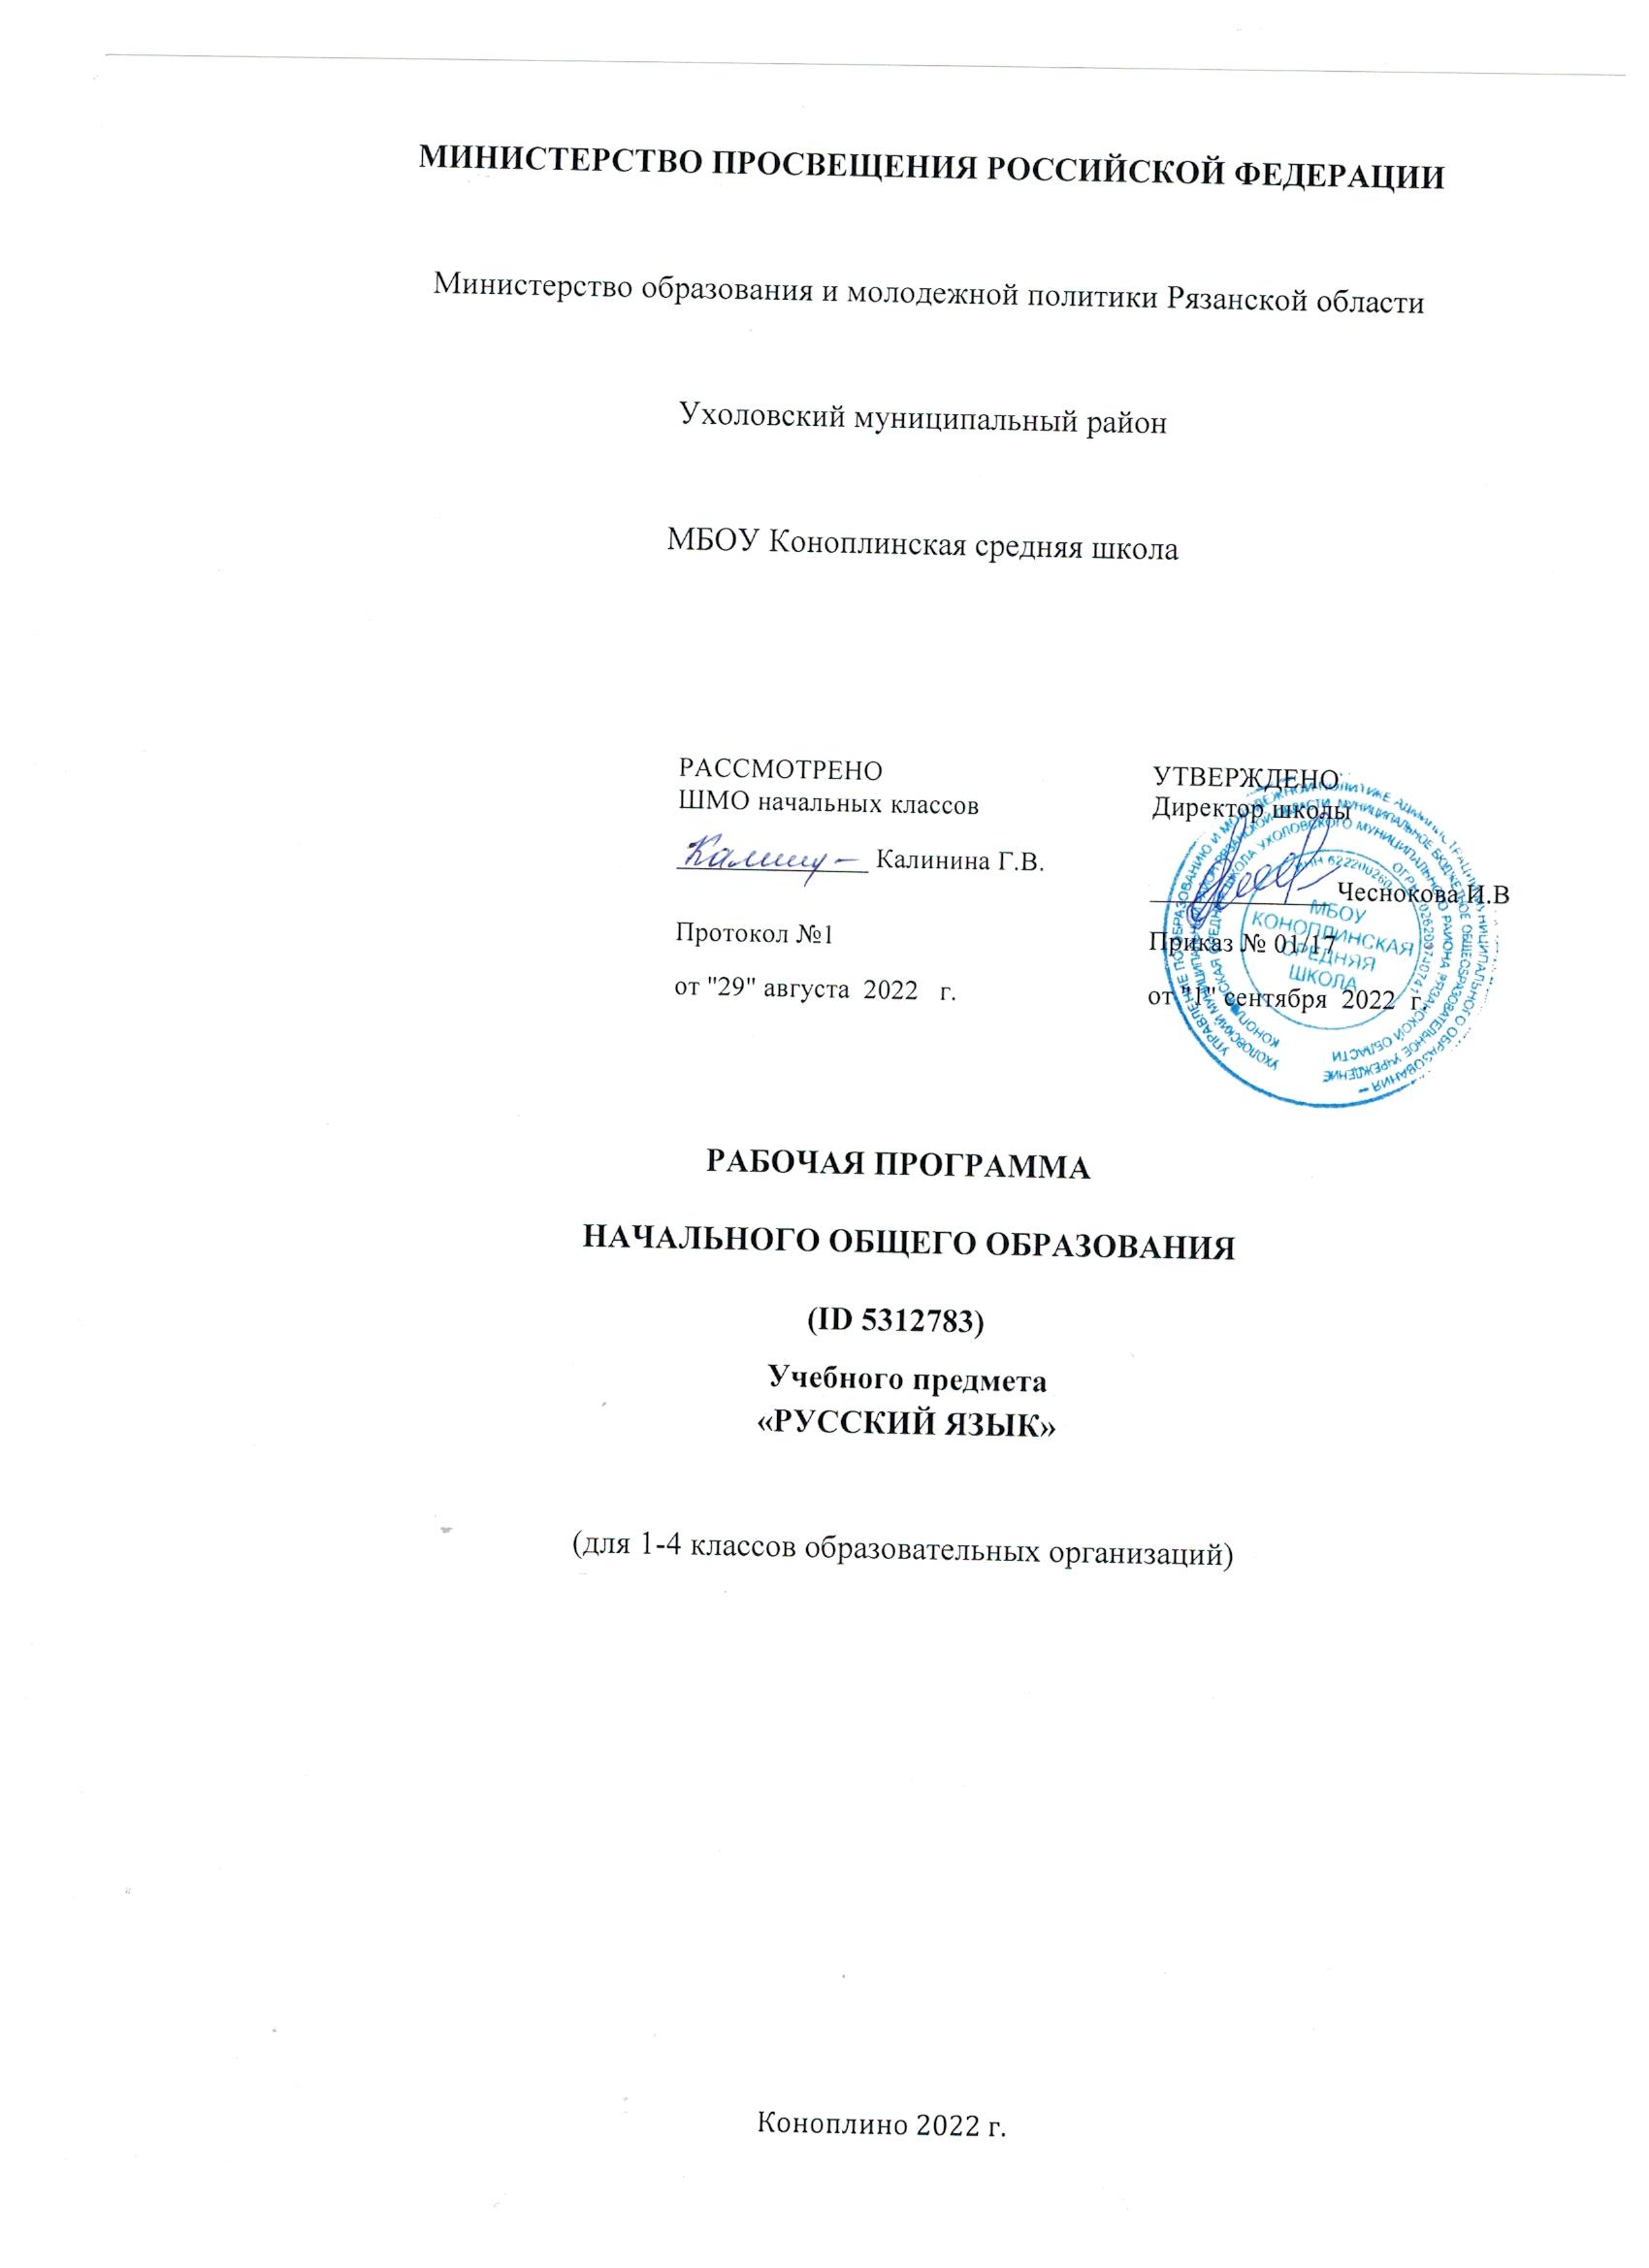 МИНИСТЕРСТВО ПРОСВЕЩЕНИЯ РОССИЙСКОЙ ФЕДЕРАЦИИ
Министерство образования и молодежной политики Рязанской области
Ухоловский муниципальный район
МБОУ Коноплинская средняя школа
РАССМОТРЕНО
ШМО начальных классов
Калинина Г.В.
Протокол №1
от "29" августа 2022 г.
УТВЕРЖДЕНО
Директор школы
Чеснокова И.В
Приказ № 01/17
от "1" сентября 2022 г.
МБОУ
КОНОПЛИНСКАЯ
СРЕДНЯЯ
ШКОЛА
РАБОЧАЯ ПРОГРАММА
НАЧАЛЬНОГО ОБЩЕГО ОБРАЗОВАНИЯ
(ID 5312783)
Учебного предмета
«РУССКИЙ ЯЗЫК»
(для 1-4 классов образовательных организаций)
Коноплино 2022 г.